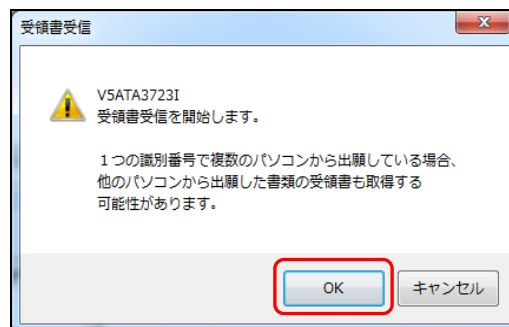 受領書受信
V5ATA3723I
受領書受信を開始します。
１つの識別番号で複数のパソコンから出願している場合、
他のパソコンから出願した書類の受領書も取得する
可能性があります。
OK
キャンセル